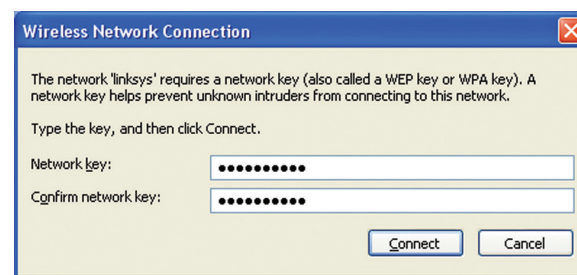 Wireless Network Connection
The network 'linksys' requires a network key (also called a WEP key or WPA key). A
network key helps prevent unknown intruders from connecting to this network.
Type the key, and then click Connect.
Network key: ••••••••••
Confirm network key: ••••••••••
Connect Cancel